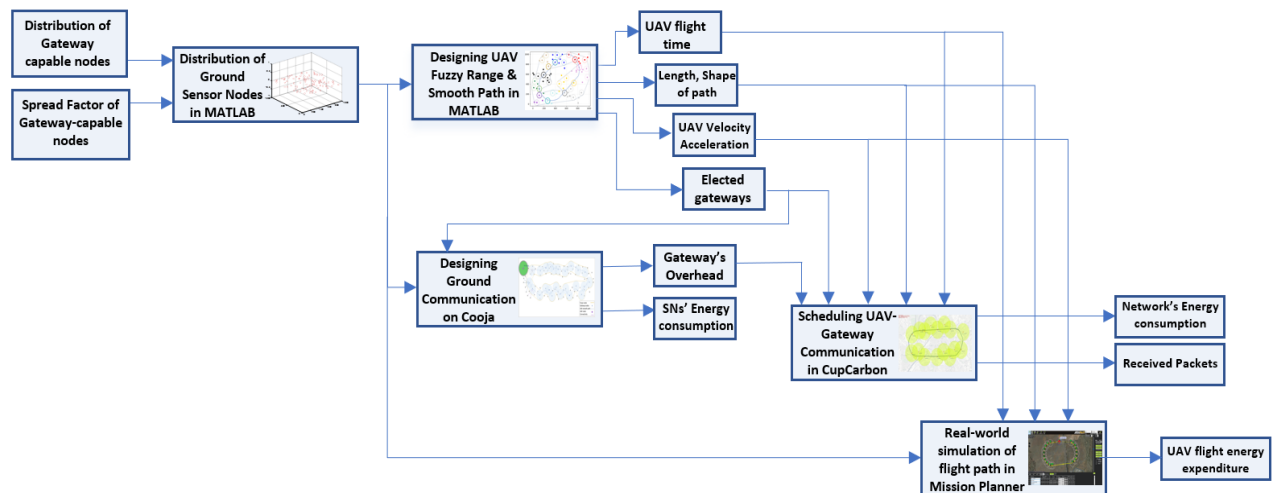 Distribution of
Gateway
capable nodes
Spread Factor of
Gateway-capable
nodes
Distribution of
Ground
Sensor Nodes
in MATLAB
Designing UAV
Fuzzy Range &
Smooth Path in
MATLAB
UAV flight
time
Length, Shape
of path
UAV Velocity
Acceleration
Elected
gateways
Designing
Ground
Communication
on Cooja
Gateway's
Overhead
SNs' Energy
consumption
Scheduling UAV-
Gateway
Communication
in CupCarbon
Network's Energy
consumption
Received Packets
Real-world
simulation of
flight path in
Mission Planner
UAV flight energy
expenditure